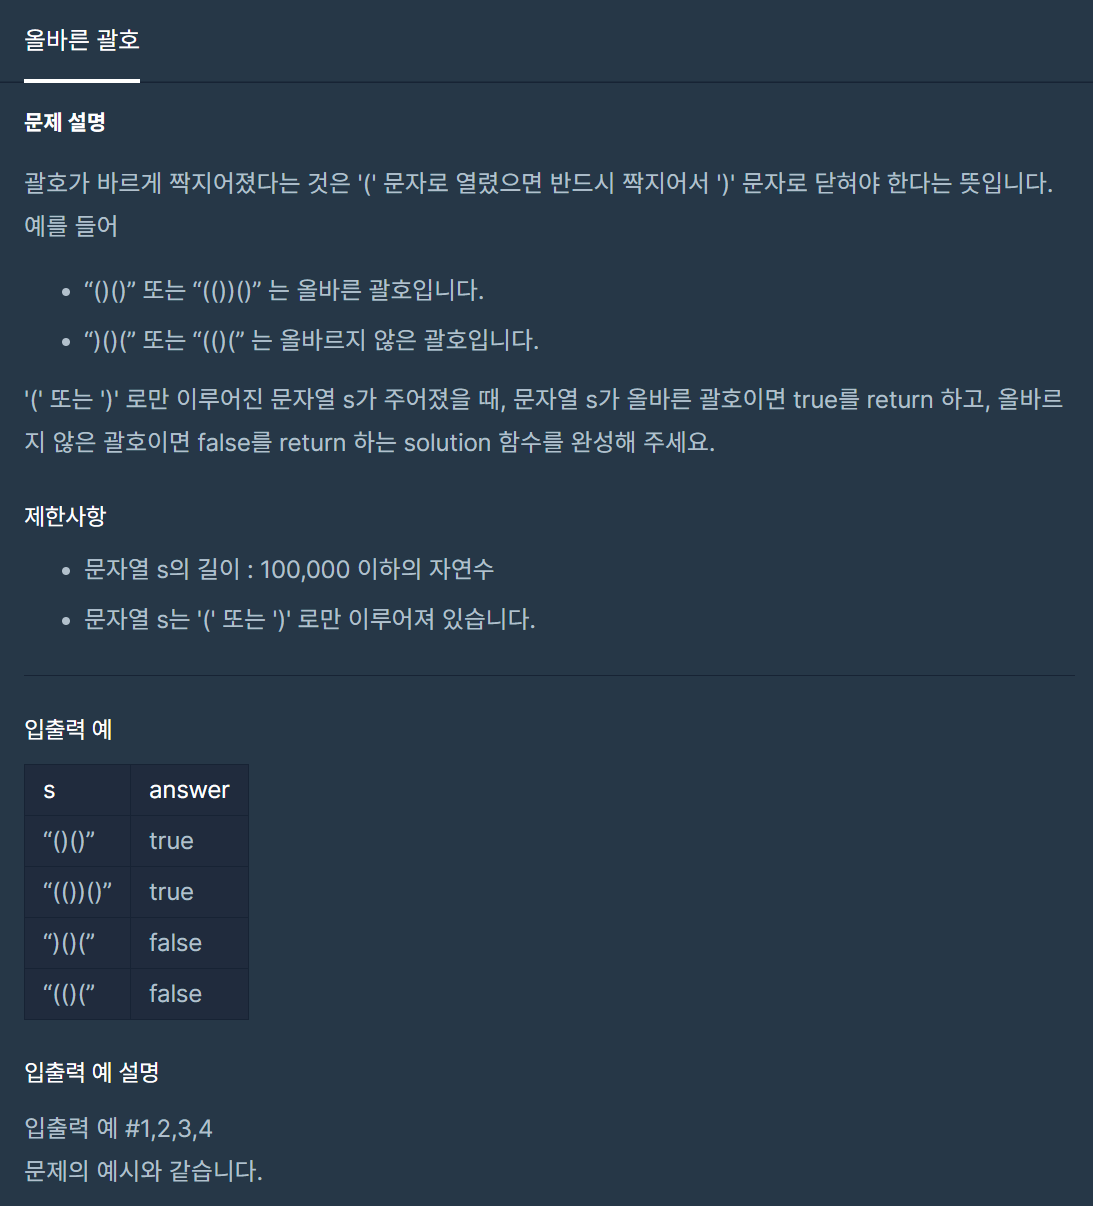 올바른 괄호
문제 설명
괄호가 바르게 짝지어졌다는 것은 '(' 문자로 열렸으면 반드시 짝지어서 ')' 문자로 닫혀야 한다는 뜻입니다.
예를 들어
• “()()” 또는 “(())()” 는 올바른 괄호입니다.
• “)()(” 또는 “(()(” 는 올바르지 않은 괄호입니다.
'(' 또는 ')' 로만 이루어진 문자열 s가 주어졌을 때, 문자열 s가 올바른 괄호이면 true를 return 하고, 올바르
지 않은 괄호이면 false를 return 하는 solution 함수를 완성해 주세요.
제한사항
• 문자열 s의 길이 : 100,000 이하의 자연수
• 문자열 s는 '(' 또는 ')' 로만 이루어져 있습니다.
입출력 예
s answer
“()()” true
“(())()” true
“)()(” false
“(()(” false
입출력 예 설명
입출력 예 #1,2,3,4
문제의 예시와 같습니다.